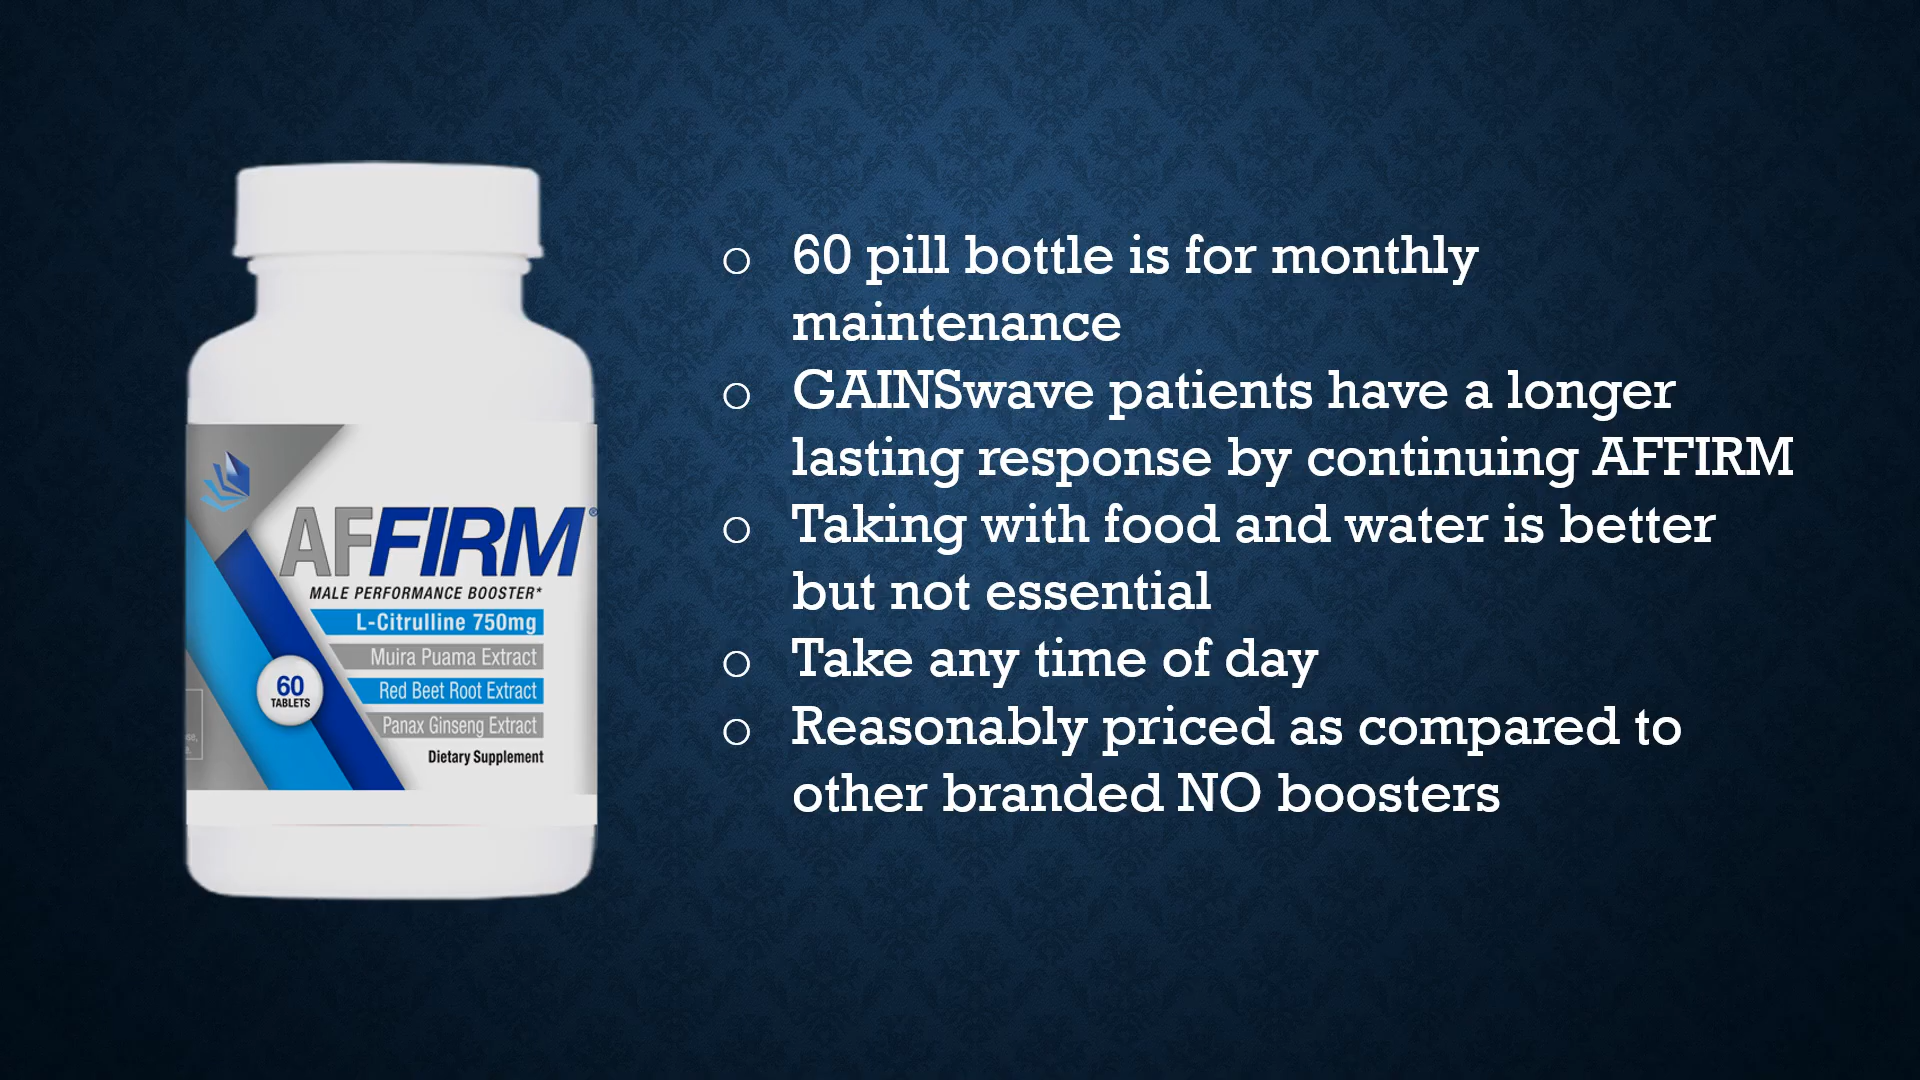 AFFIRM®
MALE PERFORMANCE BOOSTER*
L-Citrulline 750mg
Muira Puama Extract
Red Beet Root Extract
Panax Ginseng Extract
Dietary Supplement
60
TABLETS
o 60 pill bottle is for monthly
maintenance
o GAINSwave patients have a longer
lasting response by continuing AFFIRM
o Taking with food and water is better
but not essential
o Take any time of day
o Reasonably priced as compared to
other branded NO boosters